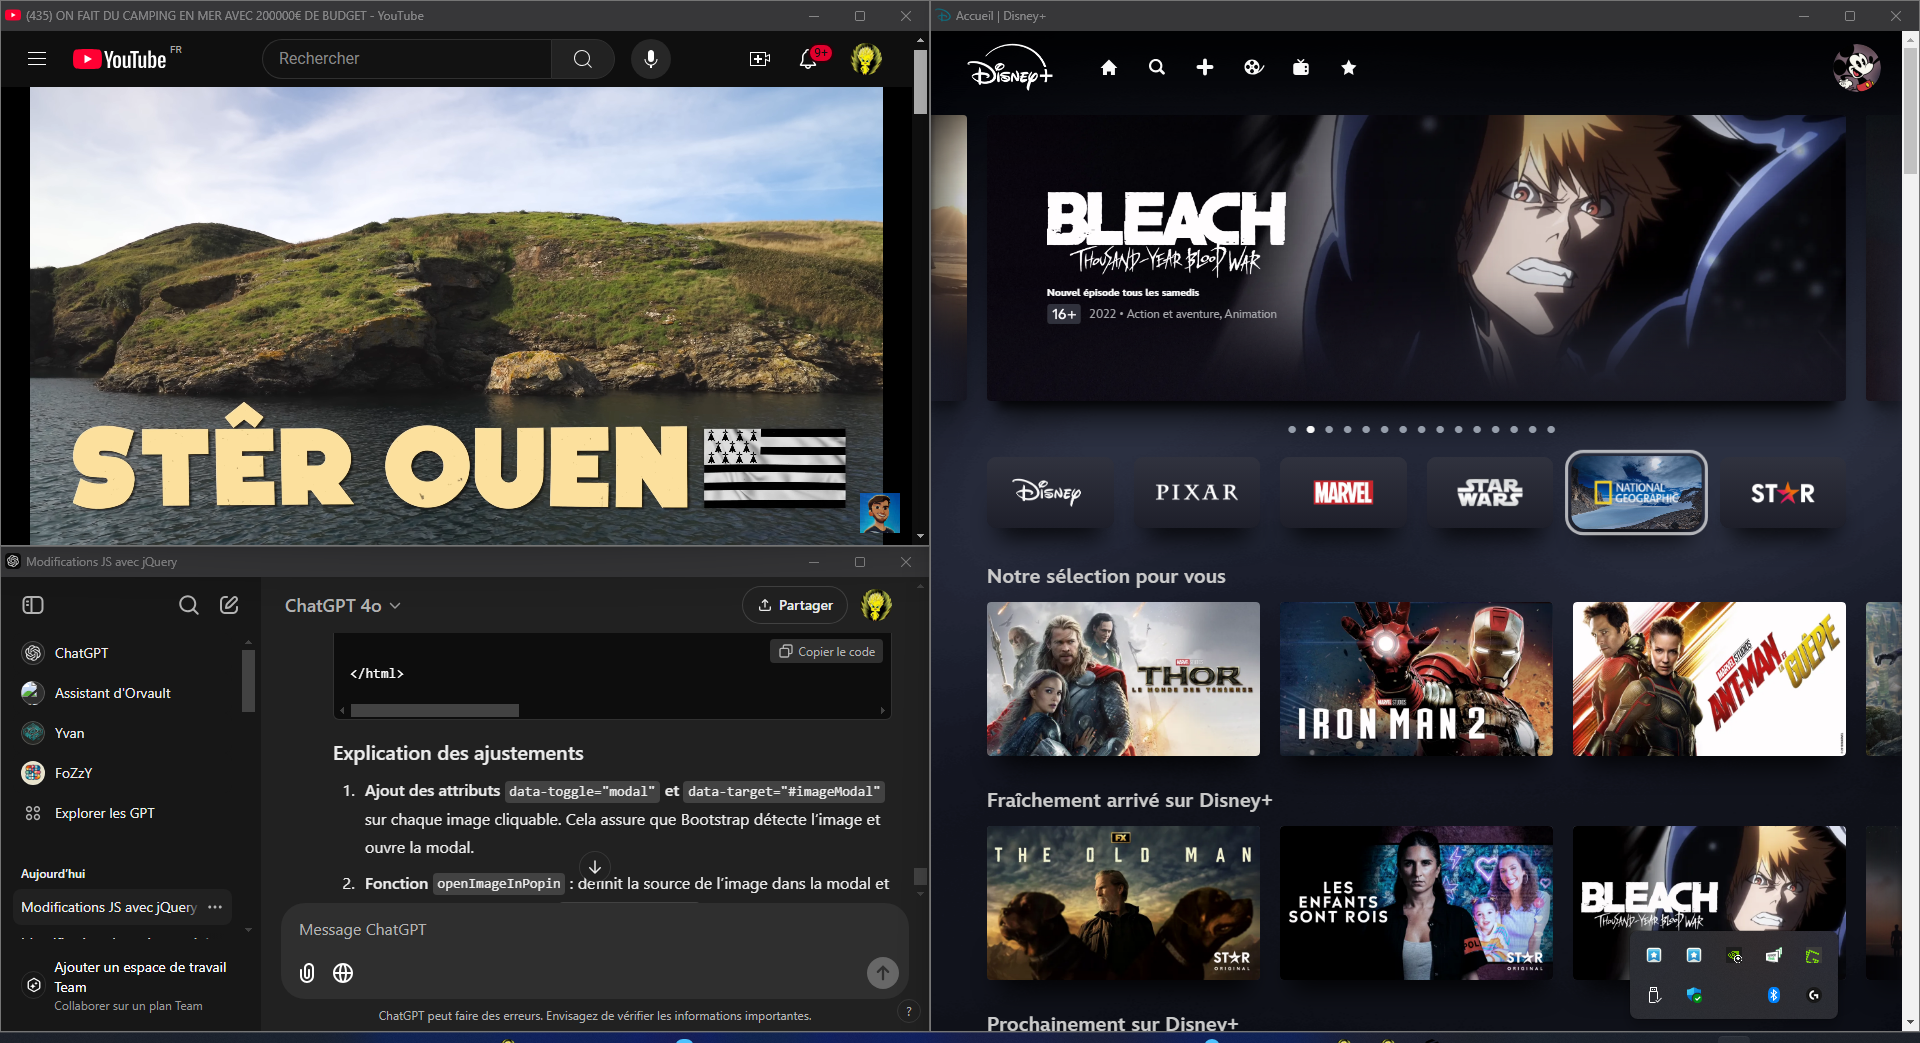 (435) ON FAIT DU CAMPING EN MER AVEC 200000€ DE BUDGET - YouTube
YouTube FR
Rechercher
9+
STÊR OUEN
Modifications JS avec jQuery
ChatGPT
Assistant d'Orvault
Yvan
FoZzY
Explorer les GPT
Aujourd'hui
Modifications JS avec jQuery
Ajouter un espace de travail
Team
Collaborer sur un plan Team
ChatGPT 4o
Partager
Copier le code
</html>
Explication des ajustements
1. Ajout des attributs data-toggle="modal" et data-target="#imageModal"
sur chaque image cliquable. Cela assure que Bootstrap détecte l'image et
ouvre la modal.
2. Fonction openImageInPopin : définit la source de l'image dans la modal et
Message ChatGPT
ChatGPT peut faire des erreurs. Envisagez de vérifier les informations importantes.
?
Accueil | Disney+
Disney+
BLEACH
THOUSAND-YEAR BLOOD WAR
Nouvel épisode tous les samedis
16+ 2022 • Action et aventure, Animation
Disney
PIXAR
MARVEL
STAR
WARS
NATIONAL
GEOGRAPHIC
STAR
Notre sélection pour vous
MARVEL STUDIOS
THOR
LE MONDE DES TÉNÈBRES
MARVEL STUDIOS
IRON MAN 2
MARVEL STUDIOS
ANT-MAN
ET LA GUÊPE
Fraîchement arrivé sur Disney+
FX
THE OLD MAN
STAR
ORIGINAL
LES
ENFANTS
SONT ROIS
POL
STAR
ORIGINAL
BLEACH
THOUSAND-YEAR BLOOD WAR
Prochainement sur Disney+